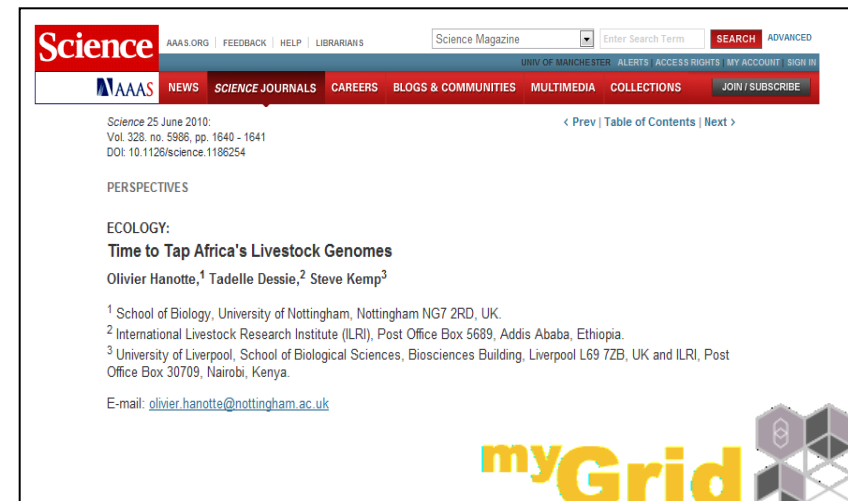 Science AAAS.ORG | FEEDBACK | HELP | LIBRARIANS Science Magazine Enter Search Term SEARCH ADVANCED
UNIV OF MANCHESTER ALERTS | ACCESS RIGHTS | MY ACCOUNT | SIGN IN
AAAS NEWS SCIENCE JOURNALS CAREERS BLOGS & COMMUNITIES MULTIMEDIA COLLECTIONS JOIN / SUBSCRIBE
Science 25 June 2010:
Vol. 328. no. 5986, pp. 1640 - 1641
DOI: 10.1126/science.1186254
< Prev | Table of Contents | Next >
PERSPECTIVES
ECOLOGY:
Time to Tap Africa's Livestock Genomes
Olivier Hanotte,1 Tadelle Dessie,2 Steve Kemp3
1 School of Biology, University of Nottingham, Nottingham NG7 2RD, UK.
2 International Livestock Research Institute (ILRI), Post Office Box 5689, Addis Ababa, Ethiopia.
3 University of Liverpool, School of Biological Sciences, Biosciences Building, Liverpool L69 7ZB, UK and ILRI, Post
Office Box 30709, Nairobi, Kenya.
E-mail: olivier.hanotte@nottingham.ac.uk
myGrid